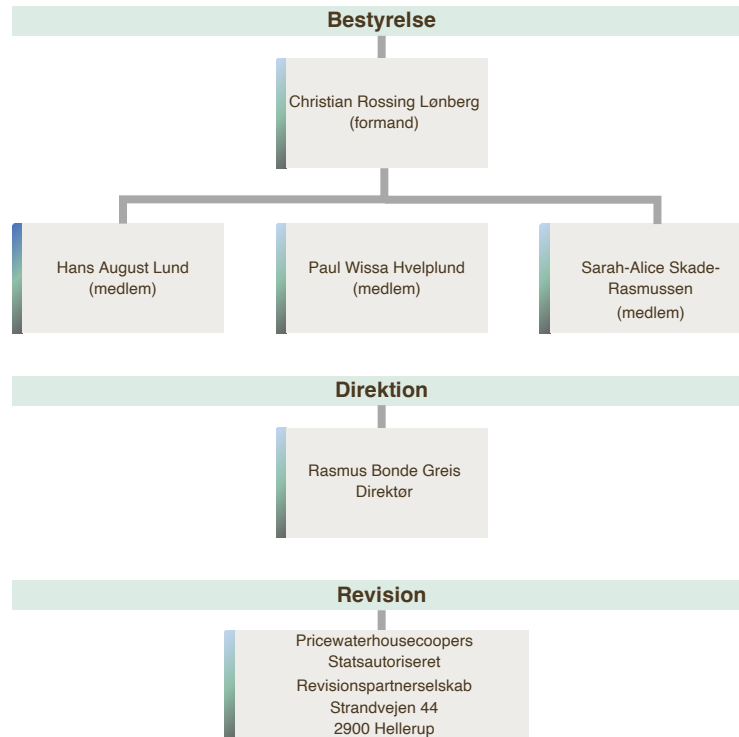 Bestyrelse
Christian Rossing Lønberg
(formand)
Hans August Lund
(medlem)
Paul Wissa Hvelplund
(medlem)
Sarah-Alice Skade-
Rasmussen
(medlem)
Direktion
Rasmus Bonde Greis
Direktør
Revision
Pricewaterhousecoopers
Statsautoriseret
Revisionspartnerselskab
Strandvejen 44
2900 Hellerup